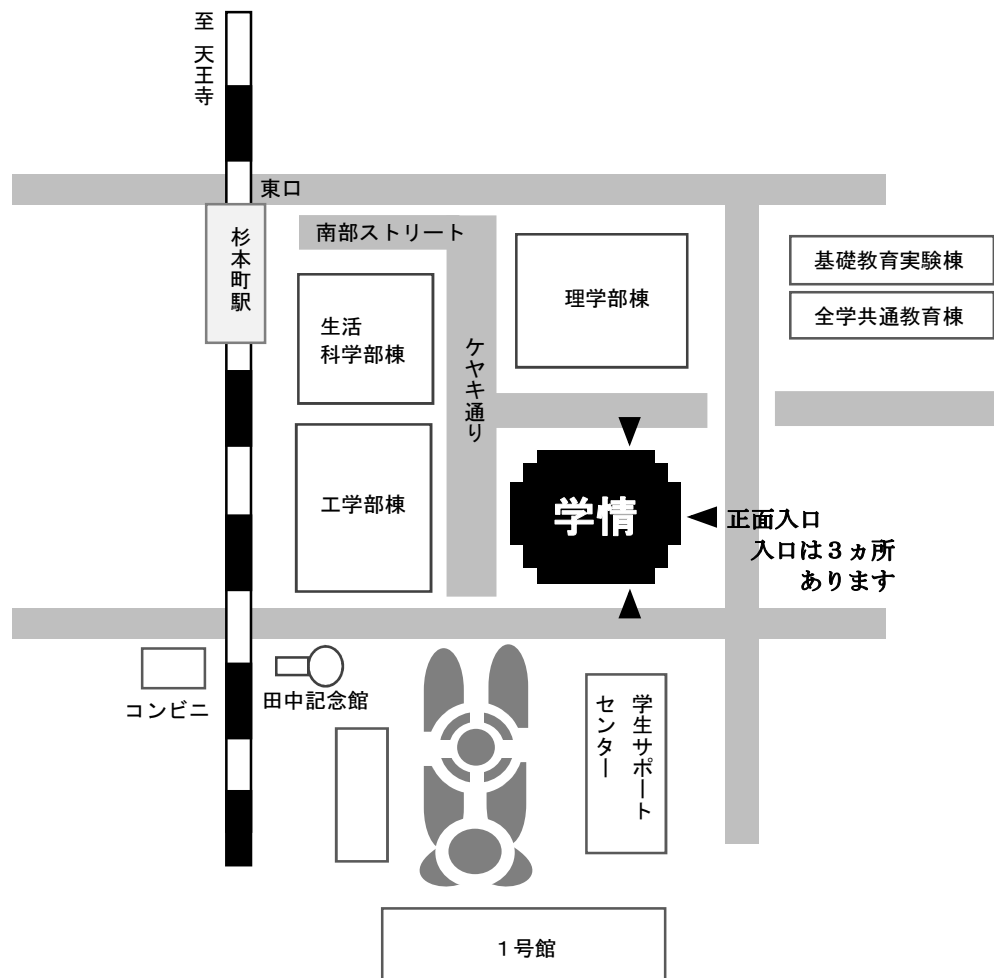 至 天王寺
東口
杉本町駅
南部ストリート
理学部棟
基礎教育実験棟
全学共通教育棟
生活
科学部棟
ケヤキ通り
工学部棟
学情
正面入口
入口は３ヵ所
あります
コンビニ
田中記念館
学生サポート
センター
１号館